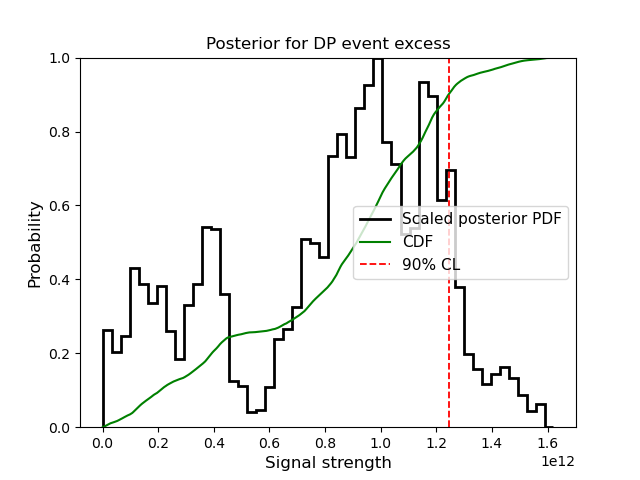 Posterior for DP event excess
Probability
1.0
0.8
0.6
0.4
0.2
0.0
Scaled posterior PDF
CDF
90% CL
0.0 0.2 0.4 0.6 0.8 1.0 1.2 1.4 1.6
1e12
Signal strength